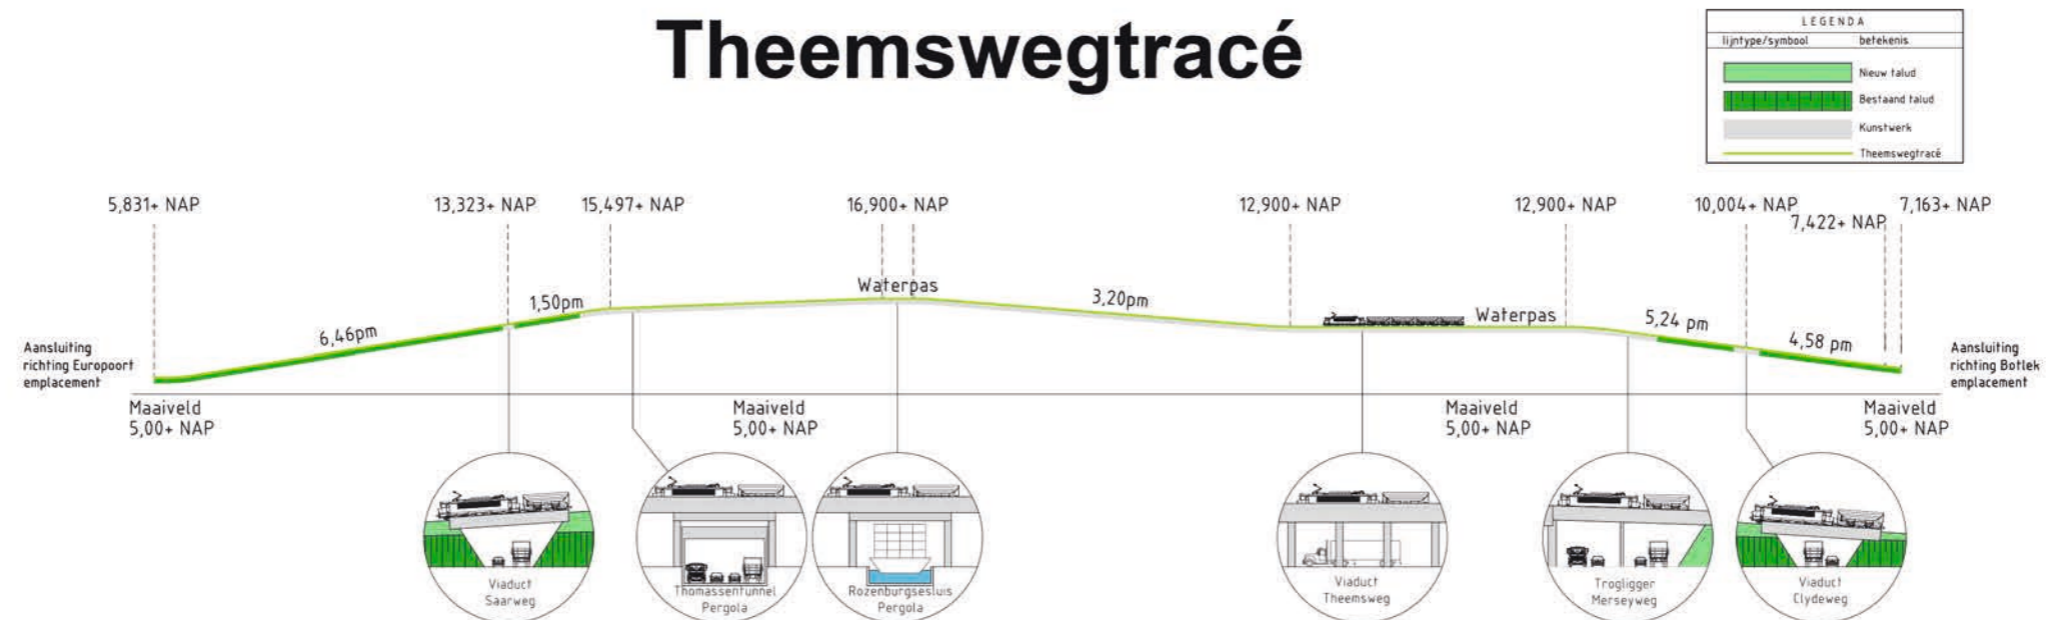 Theemswegtracé
LEGENDA
lijntype/symbool betekenis
Nieuw talud
Bestaand talud
Kunstwerk
Theemswegtracé
5,831+ NAP
13,323+ NAP
15,497+ NAP
16,900+ NAP
12,900+ NAP
12,900+ NAP
10,004+ NAP
7,422+ NAP
7,163+ NAP
6,46pm
1,50pm
Waterpas
3,20pm
Waterpas
5,24 pm
4,58 pm
Aansluiting
richting Europoort
emplacement
Aansluiting
richting Botlek
emplacement
Maaiveld
5,00+ NAP
Maaiveld
5,00+ NAP
Maaiveld
5,00+ NAP
Maaiveld
5,00+ NAP
Viaduct
Saarweg
Thomassentunnel
Pergola
Rozenburgsesluis
Pergola
Viaduct
Theemsweg
Trogligger
Merseyweg
Viaduct
Clydeweg